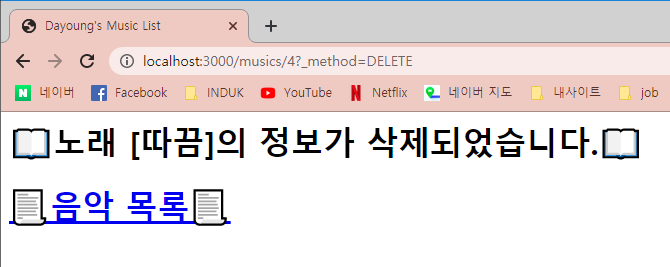 Dayoung's Music List
localhost:3000/musics/4?_method=DELETE
네이버 Facebook INDUK YouTube Netflix 네이버 지도 내사이트 job
📖노래 [따끔]의 정보가 삭제되었습니다.📖
📃음악 목록📃